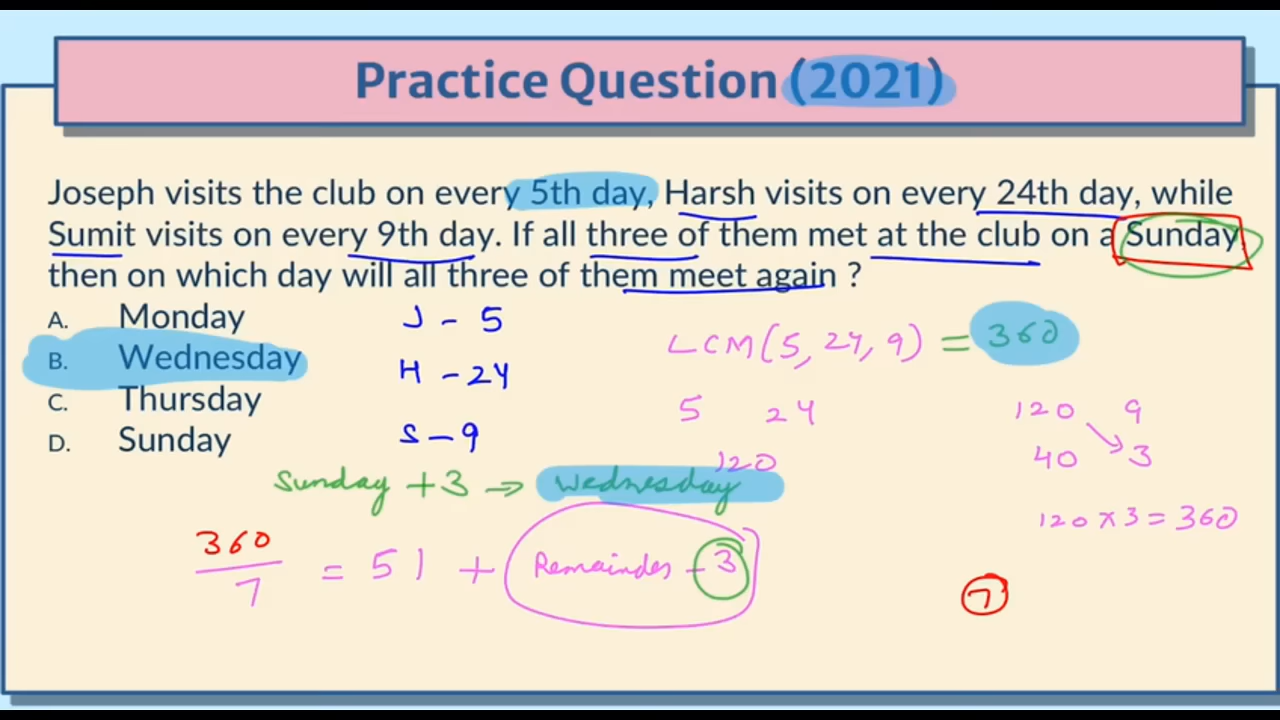 Practice Question (2021)
Joseph visits the club on every 5th day, Harsh visits on every 24th day, while
Sumit visits on every 9th day. If all three of them met at the club on a Sunday,
then on which day will all three of them meet again ?
A. Monday
B. Wednesday
C. Thursday
D. Sunday
J - 5
H - 24
S - 9
LCM(5, 24, 9) = 360
5 24
120
120 9
40 3
120 × 3 = 360
Sunday +3 → Wednesday
360
7
= 51 + Remainder - 3
7